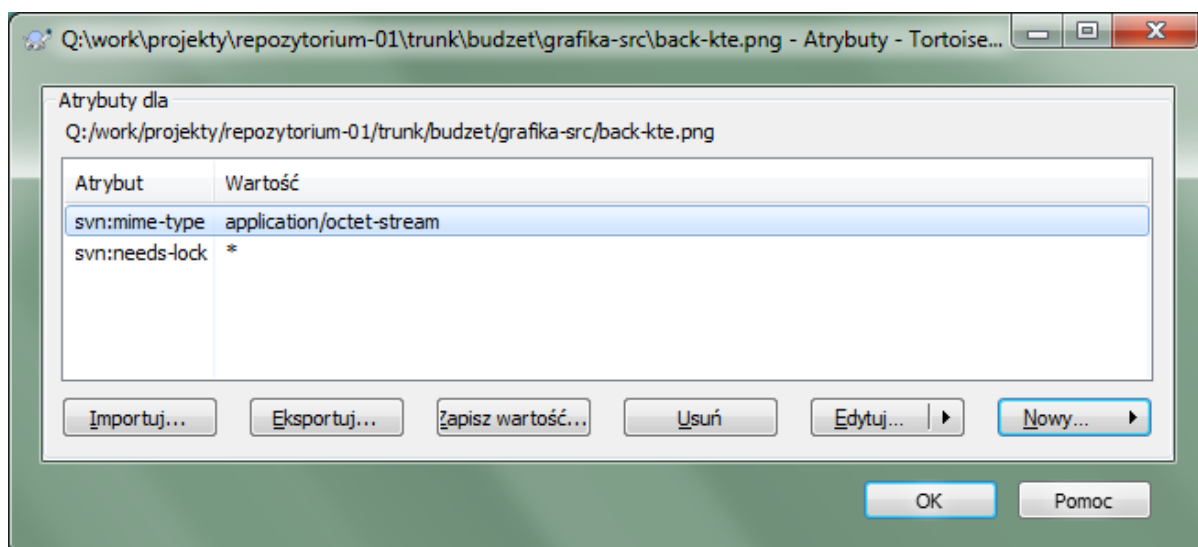 Q:\work\projekty\repozytorium-01\trunk\budzet\grafika-src\back-kte.png - Atrybuty - Tortoise...
Atrybuty dla
Q:/work/projekty/repozytorium-01/trunk/budzet/grafika-src/back-kte.png
Atrybut Wartość
svn:mime-type application/octet-stream
svn:needs-lock *
Importuj... Eksportuj... Zapisz wartość... Usuń Edytuj... Nowy...
OK Pomoc